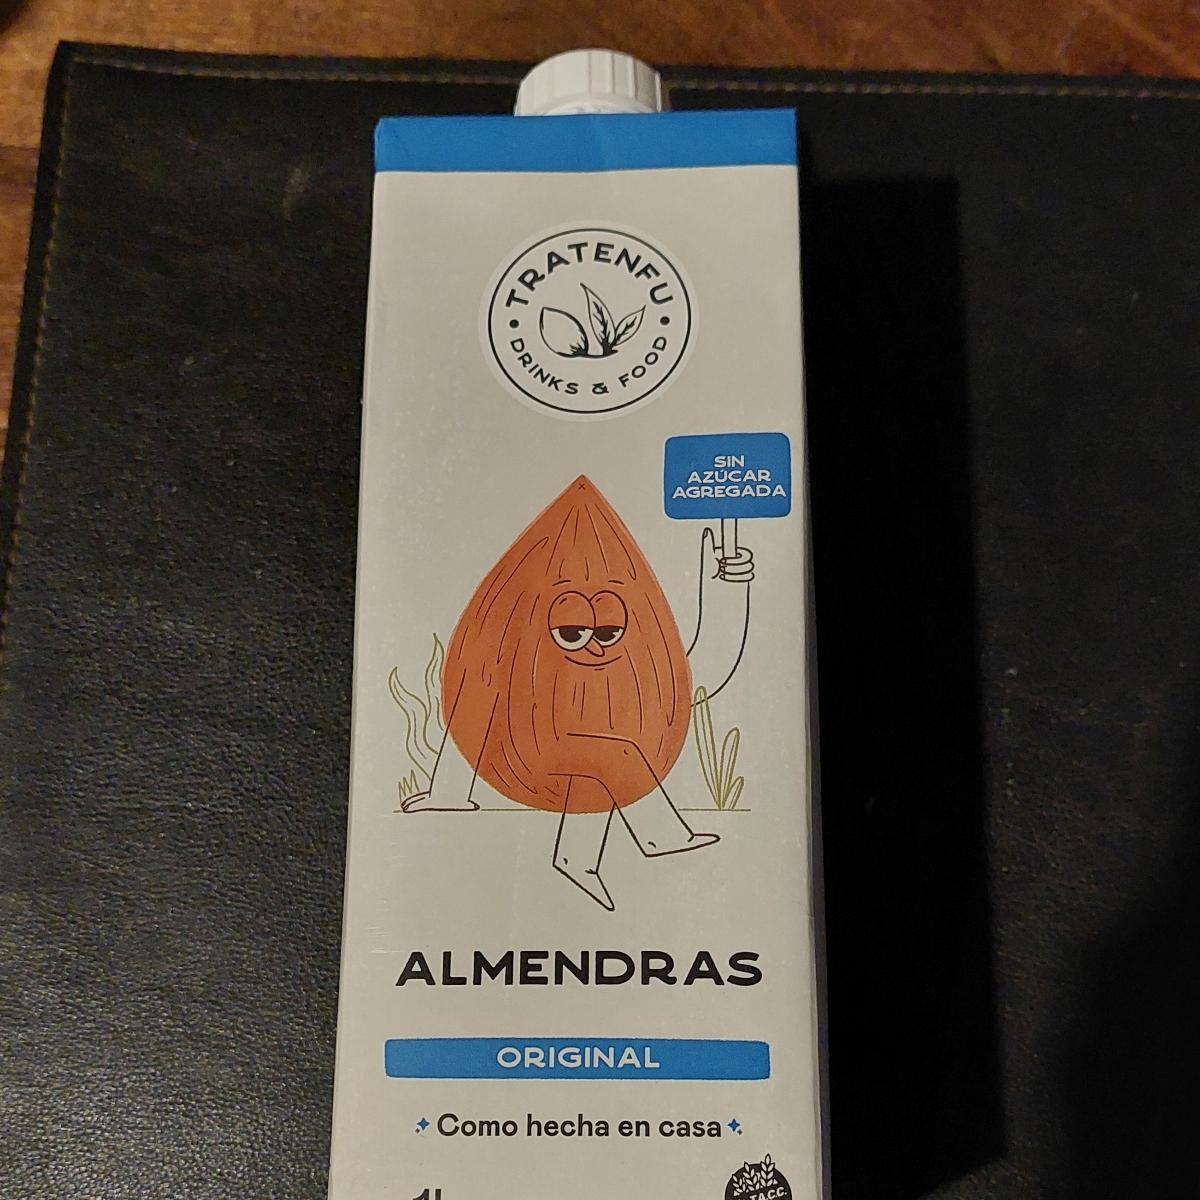 TRATENFU
DRINKS & FOOD
SIN
AZÚCAR
AGREGADA
ALMENDRAS
ORIGINAL
Como hecha en casa